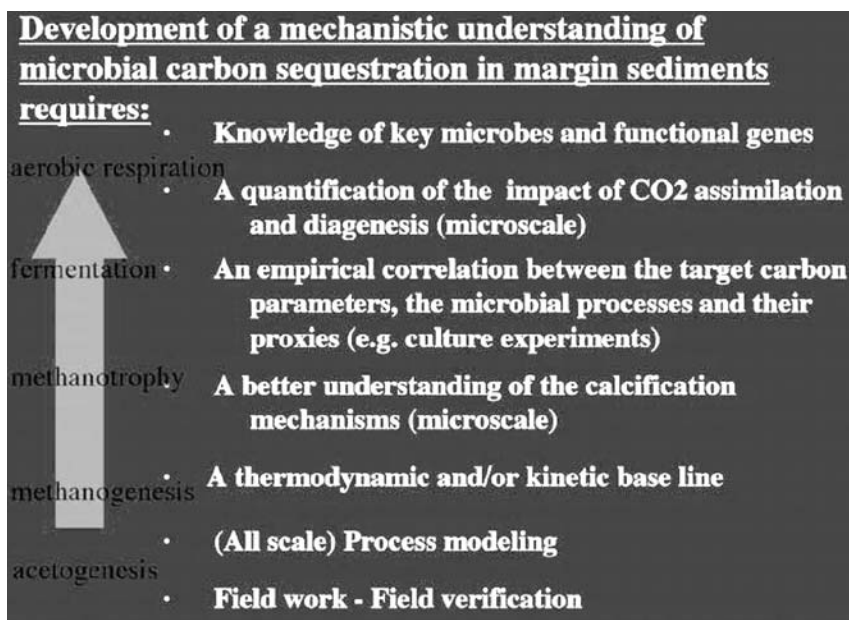 Development of a mechanistic understanding of
microbial carbon sequestration in margin sediments
requires:
• Knowledge of key microbes and functional genes
aerobic respiration
• A quantification of the impact of CO2 assimilation
and diagenesis (microscale)
fermentation
• An empirical correlation between the target carbon
parameters, the microbial processes and their
proxies (e.g. culture experiments)
methanotrophy
• A better understanding of the calcification
mechanisms (microscale)
• A thermodynamic and/or kinetic base line
methanogenesis
• (All scale) Process modeling
acetogenesis
• Field work - Field verification